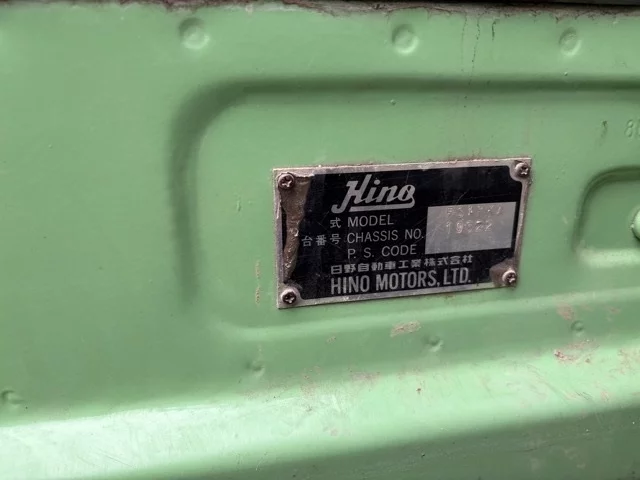 Hino
式 MODEL
台番号 CHASSIS NO.
P. S. CODE
日野自動車工業株式会社
HINO MOTORS, LTD.